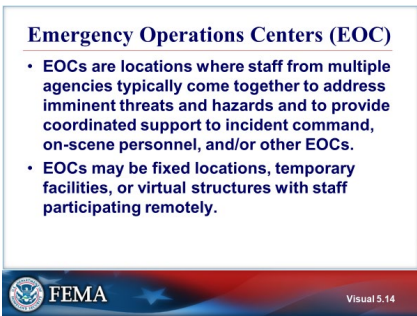 Emergency Operations Centers (EOC)
• EOCs are locations where staff from multiple
agencies typically come together to address
imminent threats and hazards and to provide
coordinated support to incident command,
on-scene personnel, and/or other EOCs.
• EOCs may be fixed locations, temporary
facilities, or virtual structures with staff
participating remotely.
FEMA
Visual 5.14